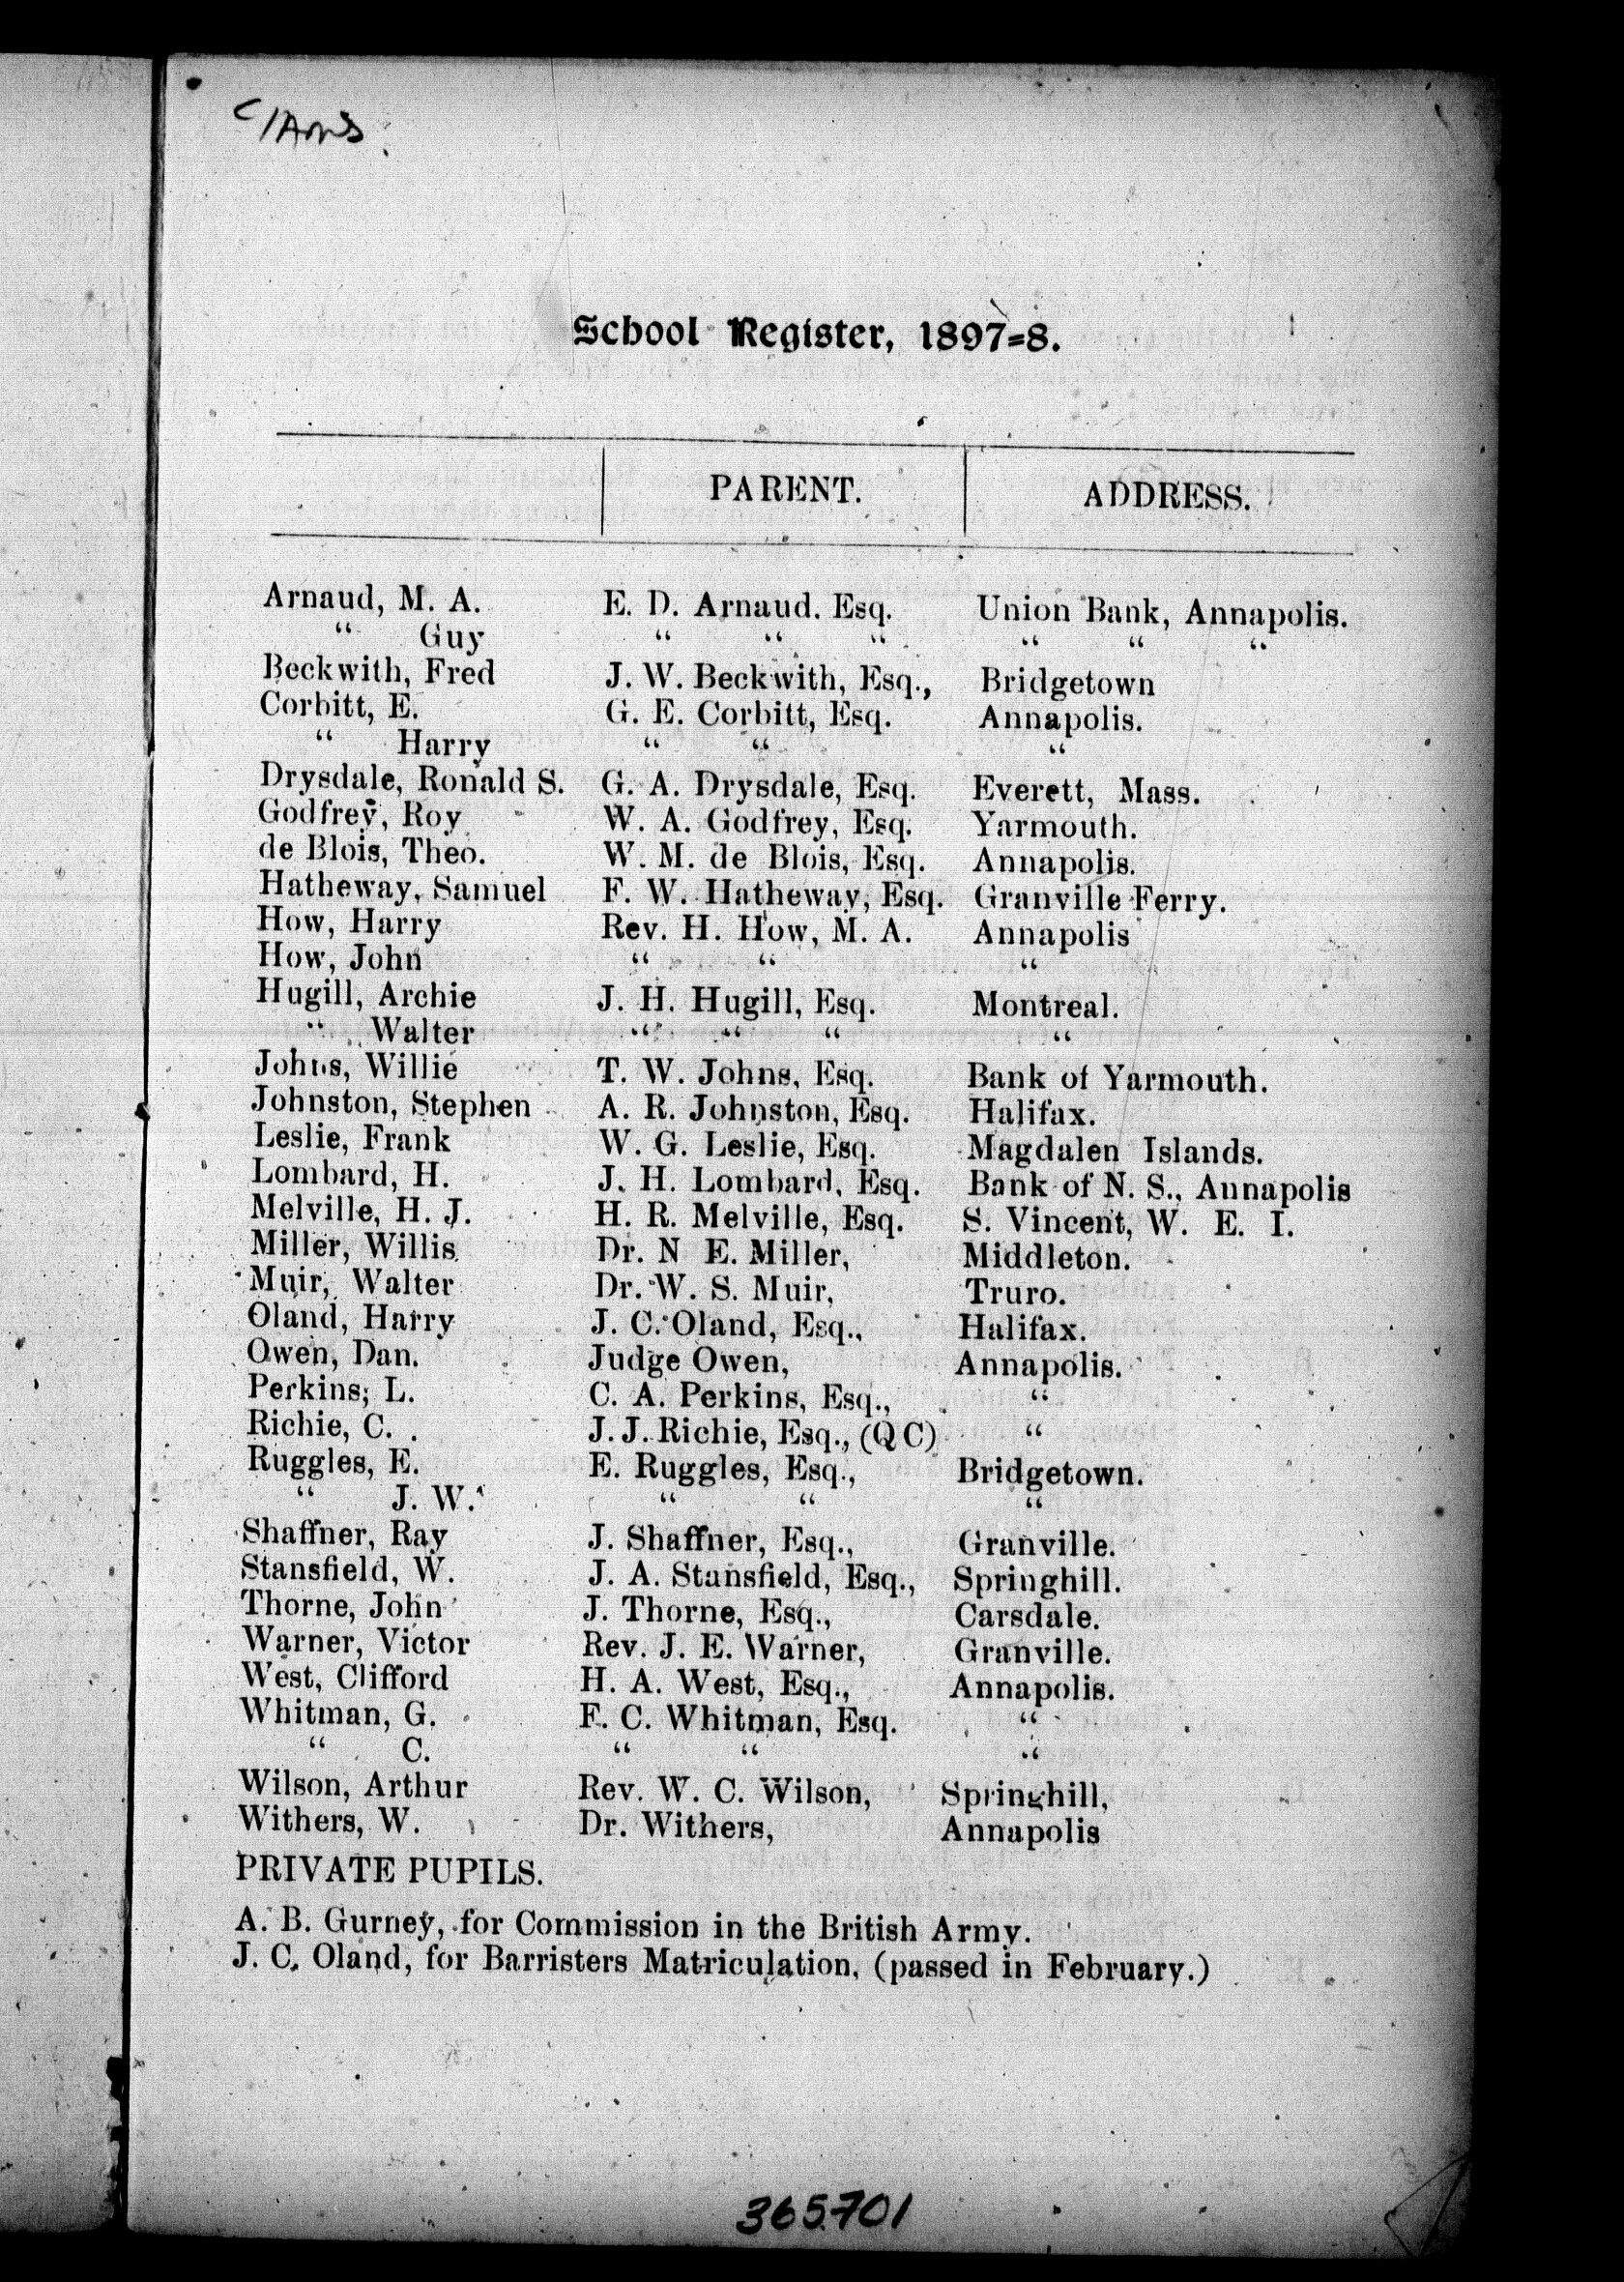 School Register, 1897-8.
PARENT. ADDRESS.
Arnaud, M. A. E. D. Arnaud. Esq. Union Bank, Annapolis.
“ Guy “ “ “ “ “ “
Beckwith, Fred J. W. Beckwith, Esq., Bridgetown
Corbitt, E. G. E. Corbitt, Esq. Annapolis.
“ Harry “ “ “
Drysdale, Ronald S. G. A. Drysdale, Esq. Everett, Mass.
Godfrey, Roy W. A. Godfrey, Esq. Yarmouth.
de Blois, Theo. W. M. de Blois, Esq. Annapolis.
Hatheway, Samuel F. W. Hatheway, Esq. Granville Ferry.
How, Harry Rev. H. How, M. A. Annapolis
How, John “ “ “
Hugill, Archie J. H. Hugill, Esq. Montreal.
“ Walter “ “ “ “
Johns, Willie T. W. Johns, Esq. Bank of Yarmouth.
Johnston, Stephen A. R. Johnston, Esq. Halifax.
Leslie, Frank W. G. Leslie, Esq. Magdalen Islands.
Lombard, H. J. H. Lombard, Esq. Bank of N. S., Annapolis
Melville, H. J. H. R. Melville, Esq. S. Vincent, W. E. I.
Miller, Willis Dr. N E. Miller, Middleton.
Muir, Walter Dr. W. S. Muir, Truro.
Oland, Harry J. C. Oland, Esq., Halifax.
Owen, Dan. Judge Owen, Annapolis.
Perkins, L. C. A. Perkins, Esq., “
Richie, C. J. J. Richie, Esq., (Q C) “
Ruggles, E. E. Ruggles, Esq., Bridgetown.
“ J. W. “ “ “
Shaffner, Ray J. Shaffner, Esq., Granville.
Stansfield, W. J. A. Stansfield, Esq., Springhill.
Thorne, John J. Thorne, Esq., Carsdale.
Warner, Victor Rev. J. E. Warner, Granville.
West, Clifford H. A. West, Esq., Annapolis.
Whitman, G. F. C. Whitman, Esq. “
“ C. “ “ “
Wilson, Arthur Rev. W. C. Wilson, Springhill,
Withers, W. Dr. Withers, Annapolis
PRIVATE PUPILS.
A. B. Gurney, for Commission in the British Army.
J. C. Oland, for Barristers Matriculation, (passed in February.)
365701